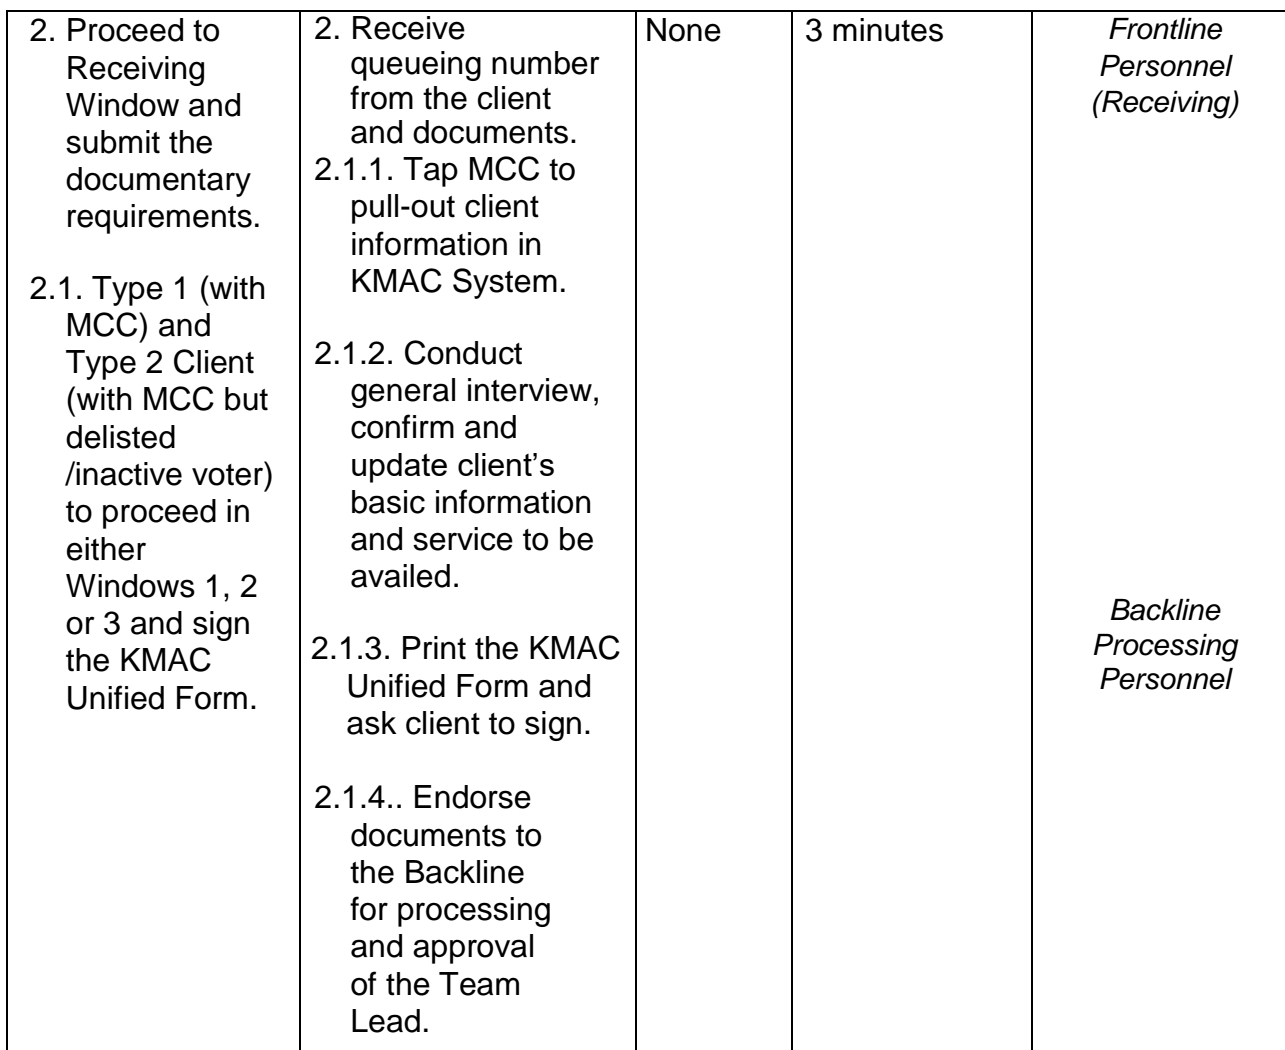 2. Proceed to
Receiving
Window and
submit the
documentary
requirements.
2.1. Type 1 (with
MCC) and
Type 2 Client
(with MCC but
delisted
/inactive voter)
to proceed in
either
Windows 1, 2
or 3 and sign
the KMAC
Unified Form.
2. Receive
queueing number
from the client
and documents.
2.1.1. Tap MCC to
pull-out client
information in
KMAC System.
2.1.2. Conduct
general interview,
confirm and
update client’s
basic information
and service to be
availed.
2.1.3. Print the KMAC
Unified Form and
ask client to sign.
2.1.4.. Endorse
documents to
the Backline
for processing
and approval
of the Team
Lead.
None
3 minutes
Frontline
Personnel
(Receiving)
Backline
Processing
Personnel